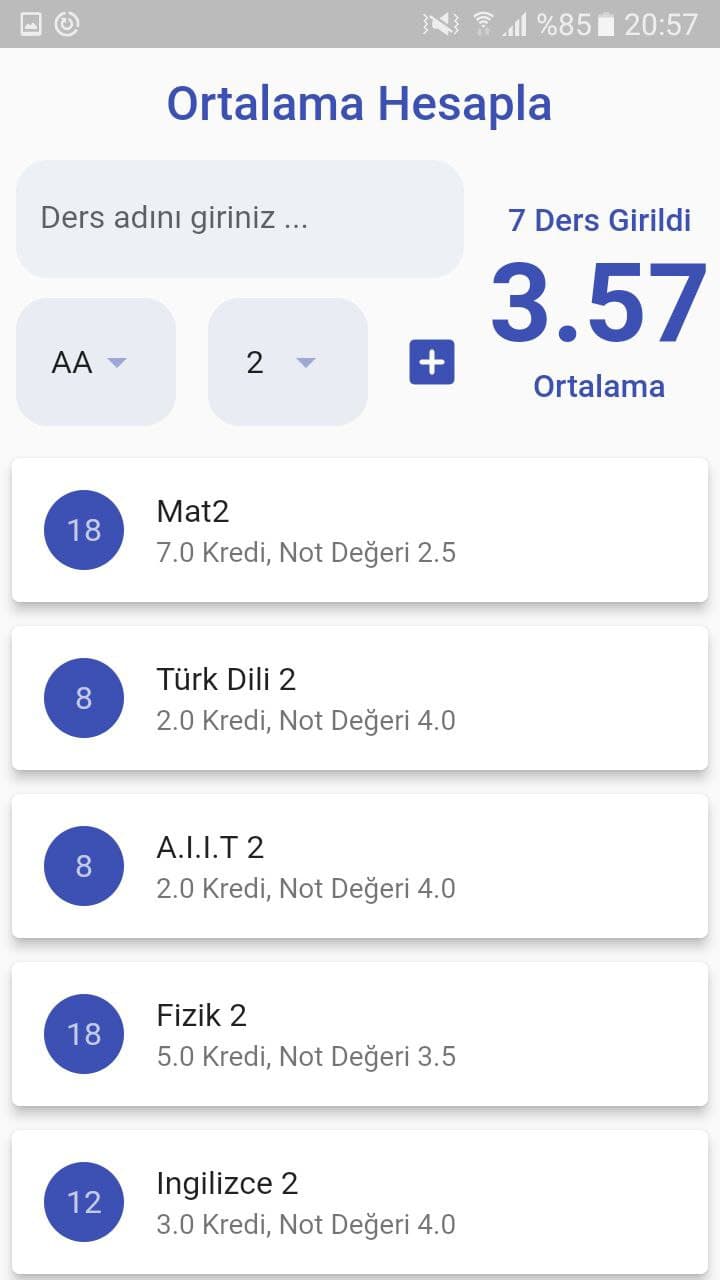 %85 20:57
Ortalama Hesapla
Ders adını giriniz ...
7 Ders Girildi
3.57
Ortalama
AA
2
18
Mat2
7.0 Kredi, Not Değeri 2.5
8
Türk Dili 2
2.0 Kredi, Not Değeri 4.0
8
A.I.I.T 2
2.0 Kredi, Not Değeri 4.0
18
Fizik 2
5.0 Kredi, Not Değeri 3.5
12
Ingilizce 2
3.0 Kredi, Not Değeri 4.0